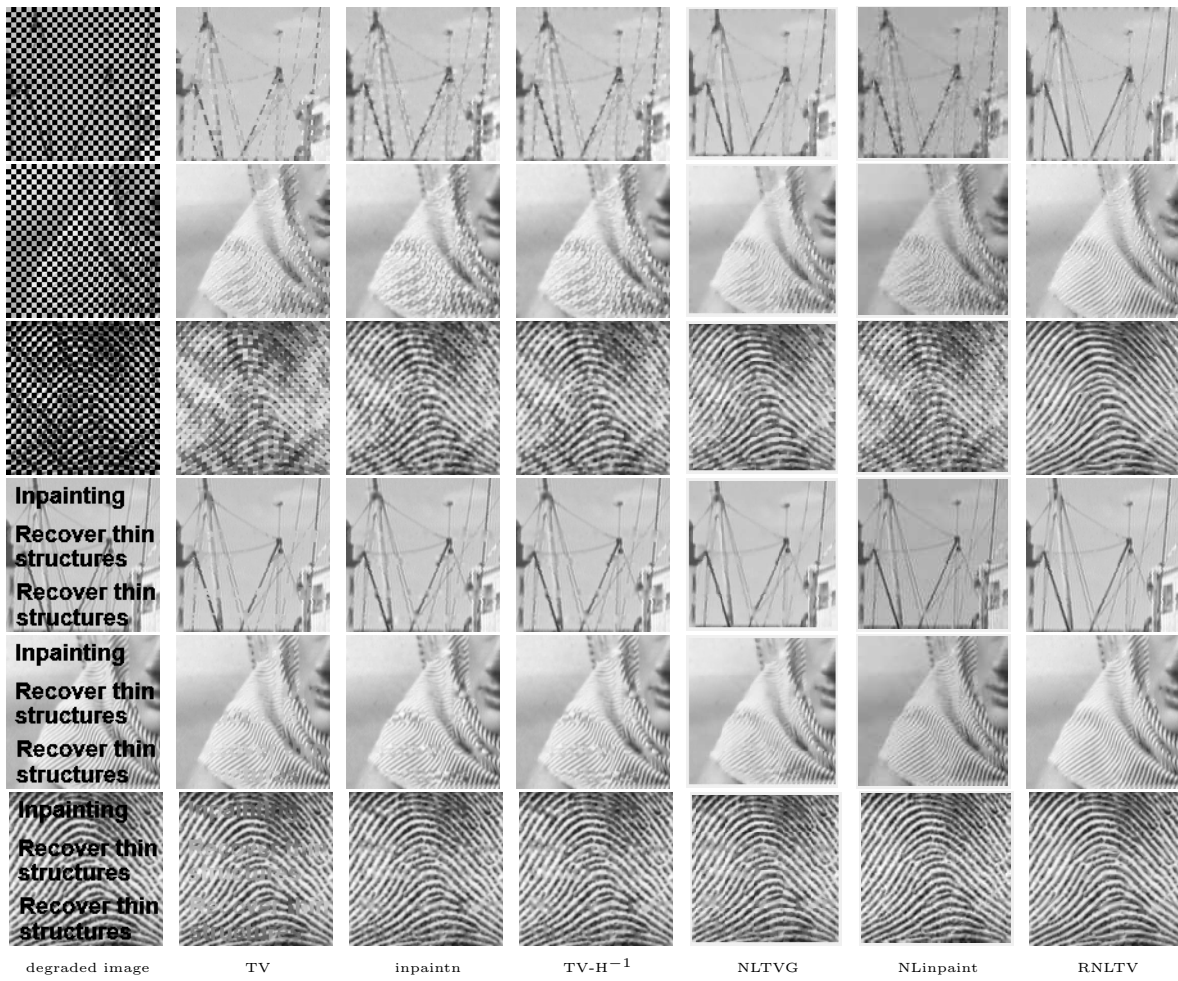 Inpainting
Recover thin
structures
Recover thin
structures
Inpainting
Recover thin
structures
Recover thin
structures
Inpainting
Recover thin
structures
Recover thin
structures
degraded image TV inpaintn TV-H⁻¹ NLTVG NLinpaint RNLTV